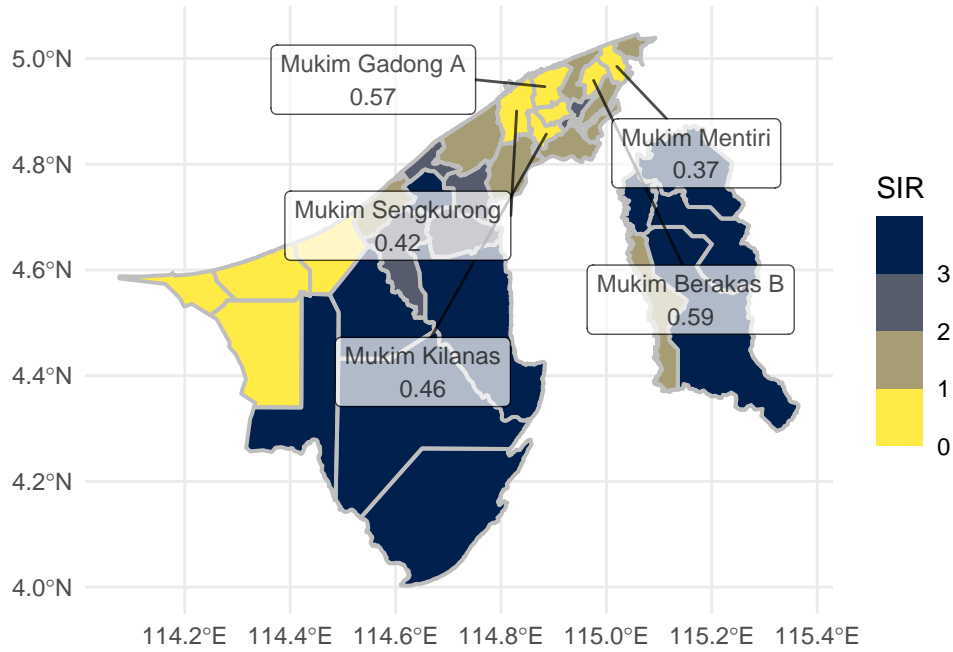 5.0°N
4.8°N
4.6°N
4.4°N
4.2°N
4.0°N
Mukim Gadong A
0.57
Mukim Mentiri
0.37
Mukim Sengkurong
0.42
Mukim Berakas B
0.59
Mukim Kilanas
0.46
114.2°E
114.4°E
114.6°E
114.8°E
115.0°E
115.2°E
115.4°E
SIR
3
2
1
0